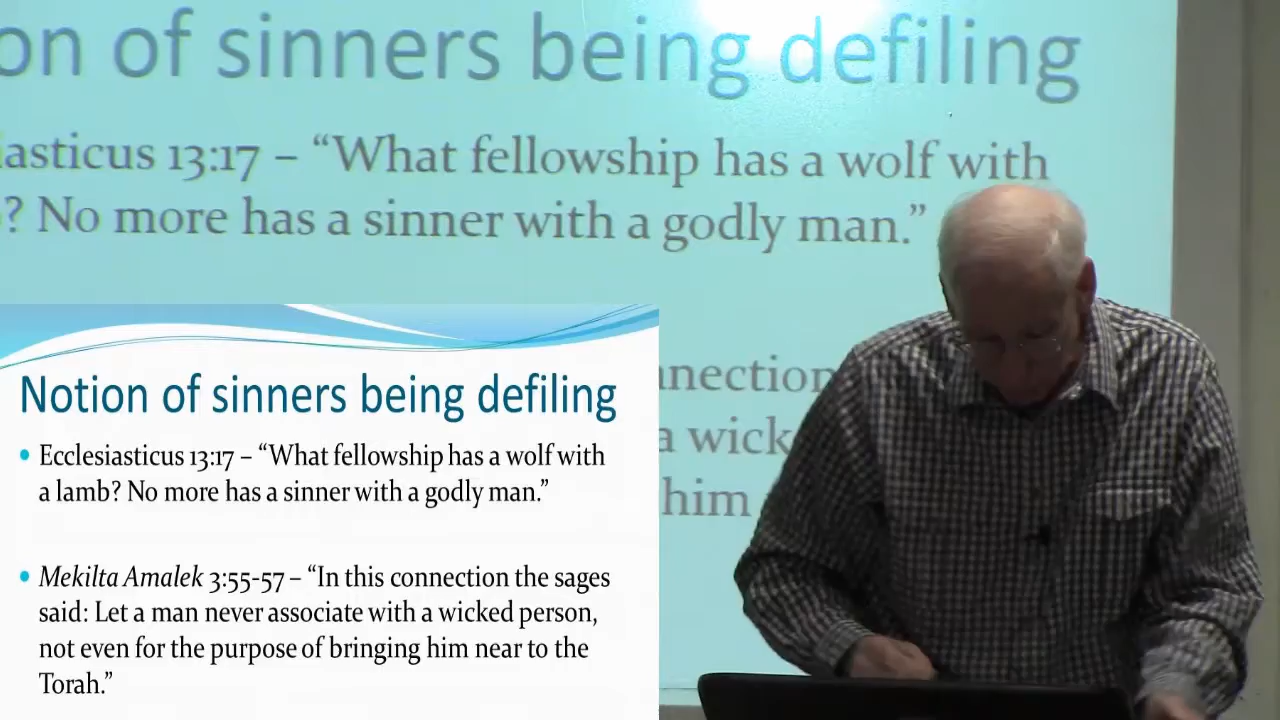 on of sinners being defiling
iasticus 13:17 – “What fellowship has a wolf with
? No more has a sinner with a godly man.”
nnection
a wick
him
Notion of sinners being defiling
• Ecclesiasticus 13:17 – “What fellowship has a wolf with
a lamb? No more has a sinner with a godly man.”
• Mekilta Amalek 3:55-57 – “In this connection the sages
said: Let a man never associate with a wicked person,
not even for the purpose of bringing him near to the
Torah.”